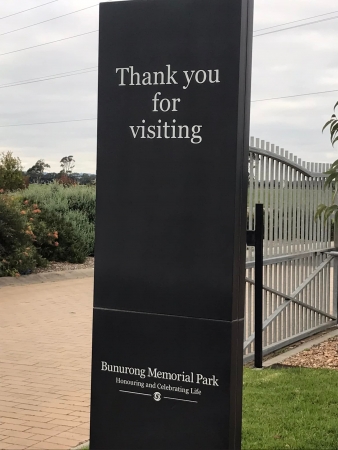 Thank you
for
visiting
Bunurong Memorial Park
Honouring and Celebrating Life